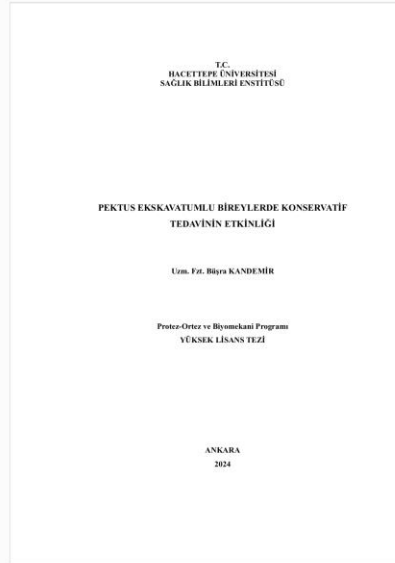 T.C.
HACETTEPE ÜNİVERSİTESİ
SAĞLIK BİLİMLERİ ENSTİTÜSÜ
PEKTUS EKSKAVATUMLU BİREYLERDE KONSERVATİF
TEDAVİNİN ETKİNLİĞİ
Uzm. Fzt. Büşra KANDEMİR
Protez-Ortez ve Biyomekani Programı
YÜKSEK LİSANS TEZİ
ANKARA
2024